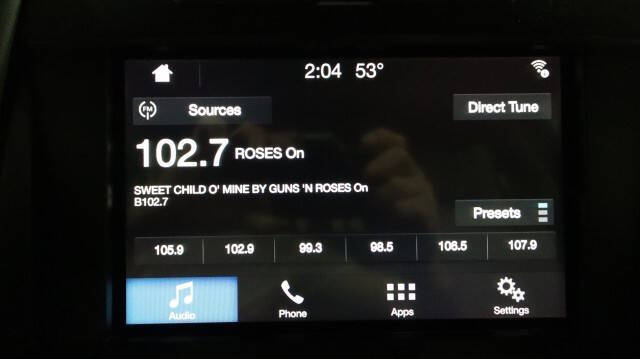 2:04 53°
FM Sources Direct Tune
102.7 ROSES On
SWEET CHILD O' MINE BY GUNS 'N ROSES On
B102.7
Presets
105.9 102.9 99.3 98.5 106.5 107.9
Audio Phone Apps Settings